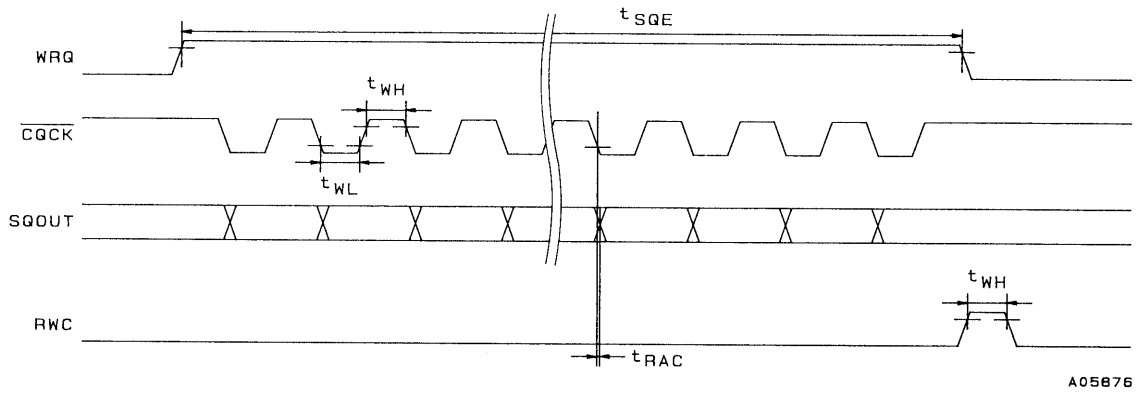 tSQE
WRQ
tWH
CQCK
tWL
SQOUT
tWH
RWC
tRAC
A05876